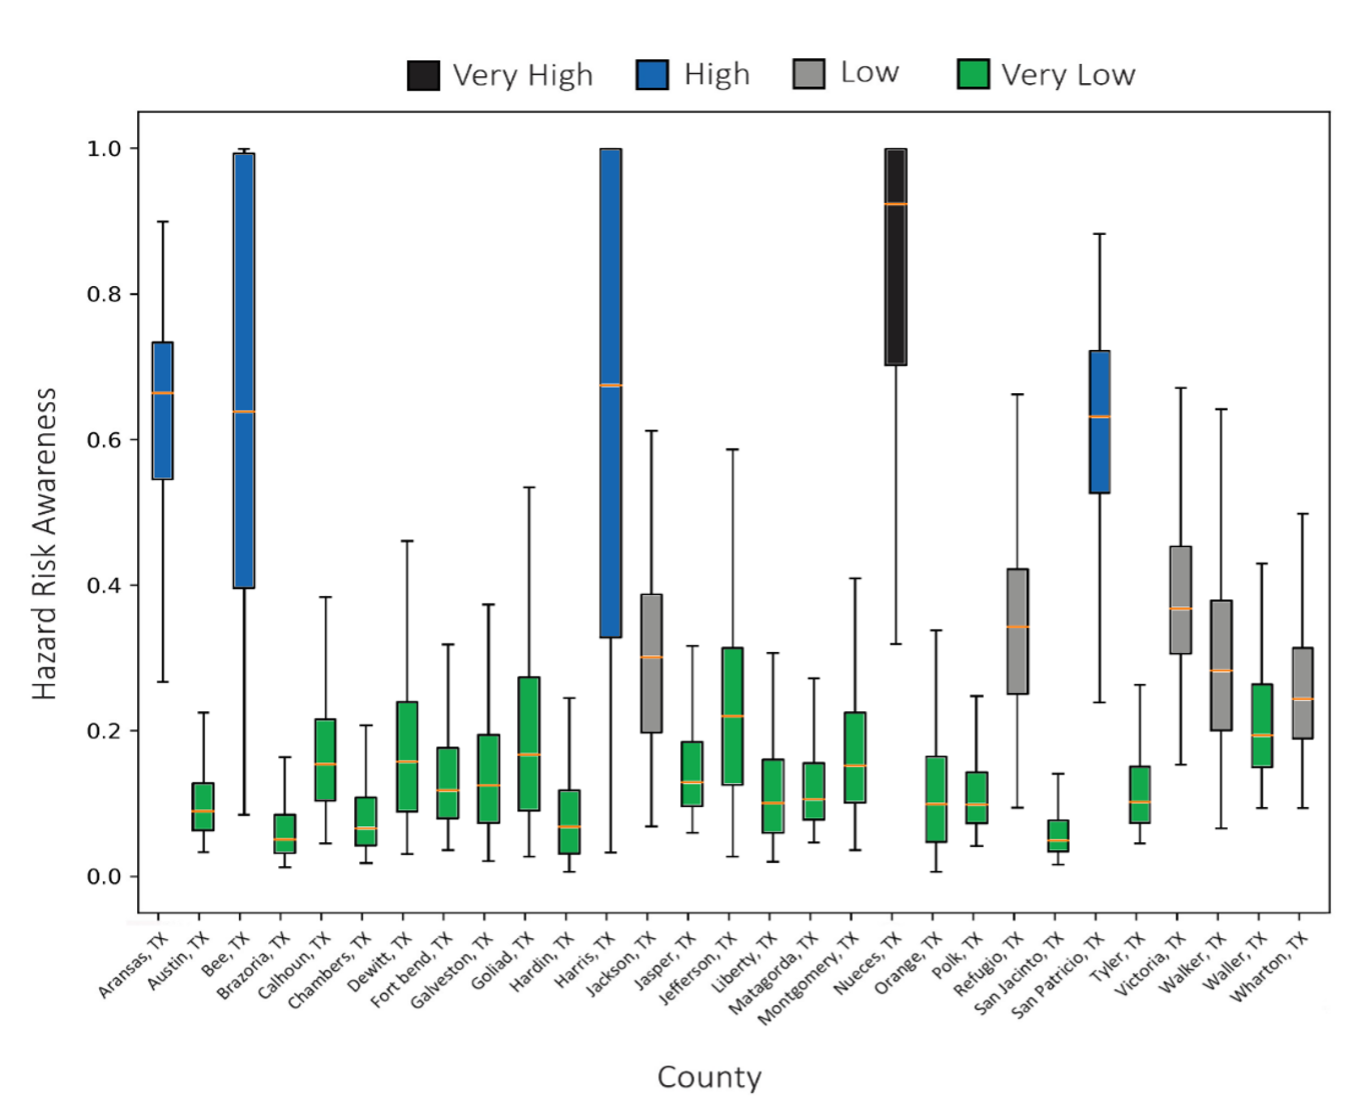 Very High High Low Very Low
1.0
0.8
0.6
0.4
0.2
0.0
Hazard Risk Awareness
Aransas, TX
Austin, TX
Bee, TX
Brazoria, TX
Calhoun, TX
Chambers, TX
Dewitt, TX
Fort bend, TX
Galveston, TX
Goliad, TX
Hardin, TX
Harris, TX
Jackson, TX
Jasper, TX
Jefferson, TX
Liberty, TX
Matagorda, TX
Montgomery, TX
Nueces, TX
Orange, TX
Polk, TX
Refugio, TX
San Jacinto, TX
San Patricio, TX
Tyler, TX
Victoria, TX
Walker, TX
Waller, TX
Wharton, TX
County